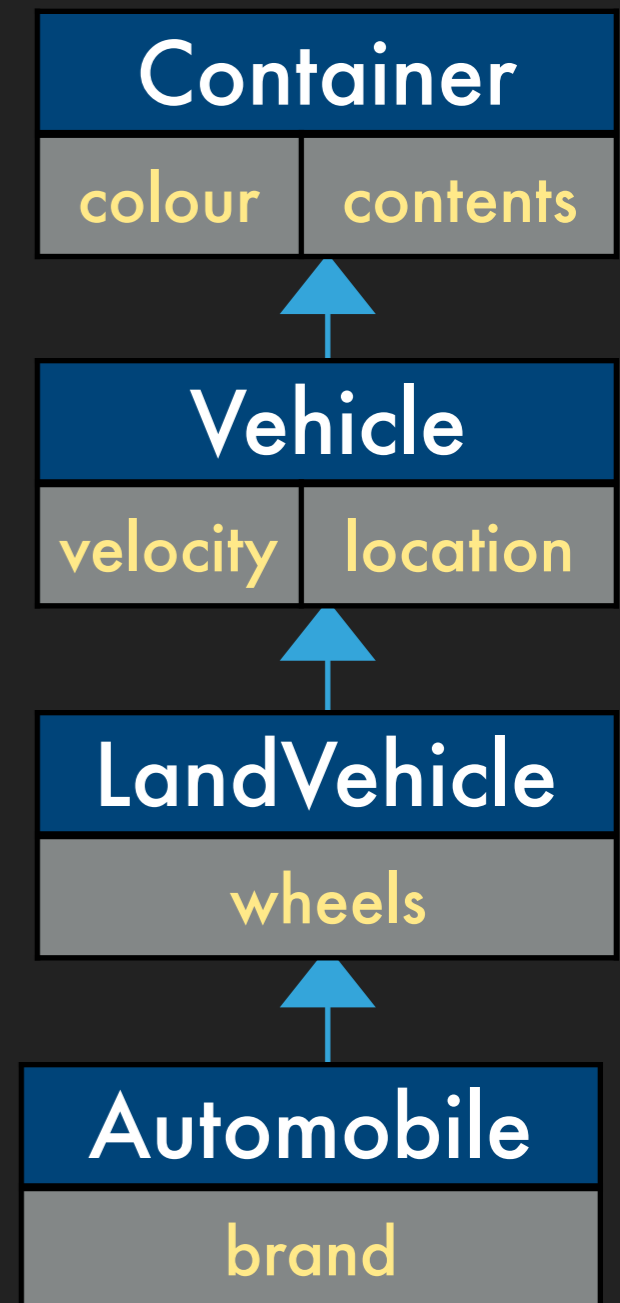 Container
colour contents
Vehicle
velocity location
LandVehicle
wheels
Automobile
brand